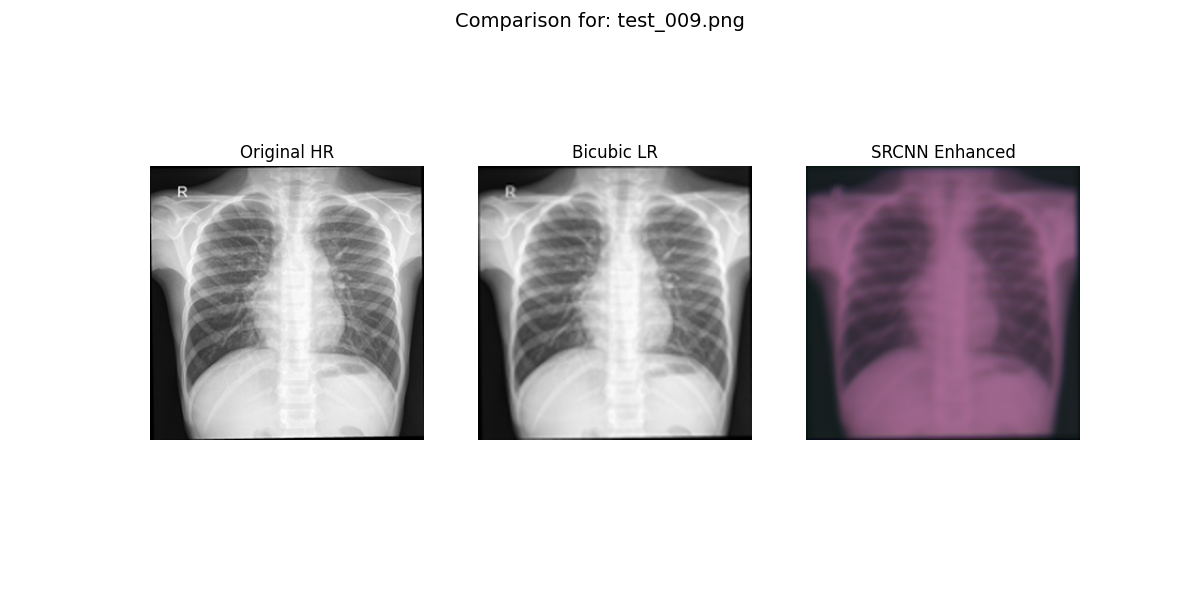 Comparison for: test_009.png
Original HR
Bicubic LR
SRCNN Enhanced
R
R